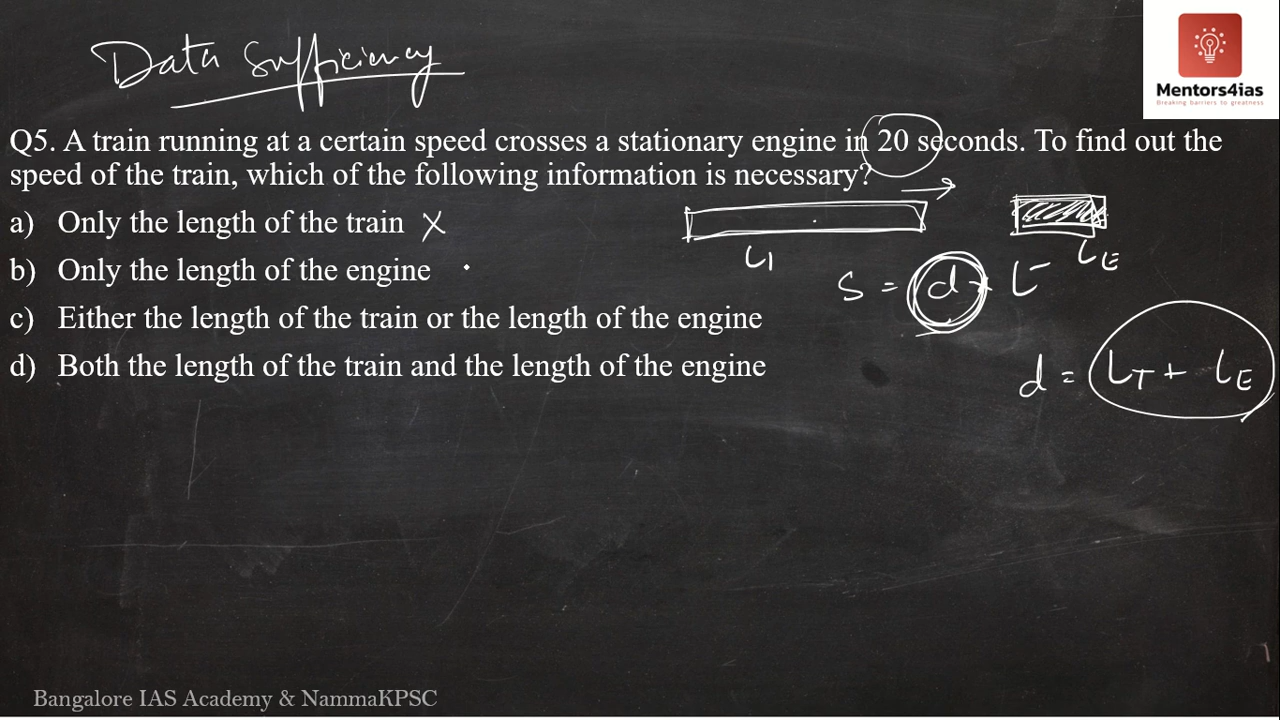 Data Sufficiency
Mentors4ias
Breaking barriers to greatness
Q5. A train running at a certain speed crosses a stationary engine in 20 seconds. To find out the
speed of the train, which of the following information is necessary?
a) Only the length of the train X
b) Only the length of the engine
c) Either the length of the train or the length of the engine
d) Both the length of the train and the length of the engine
LE
S = d
d = LT + LE
Bangalore IAS Academy & NammaKPSC